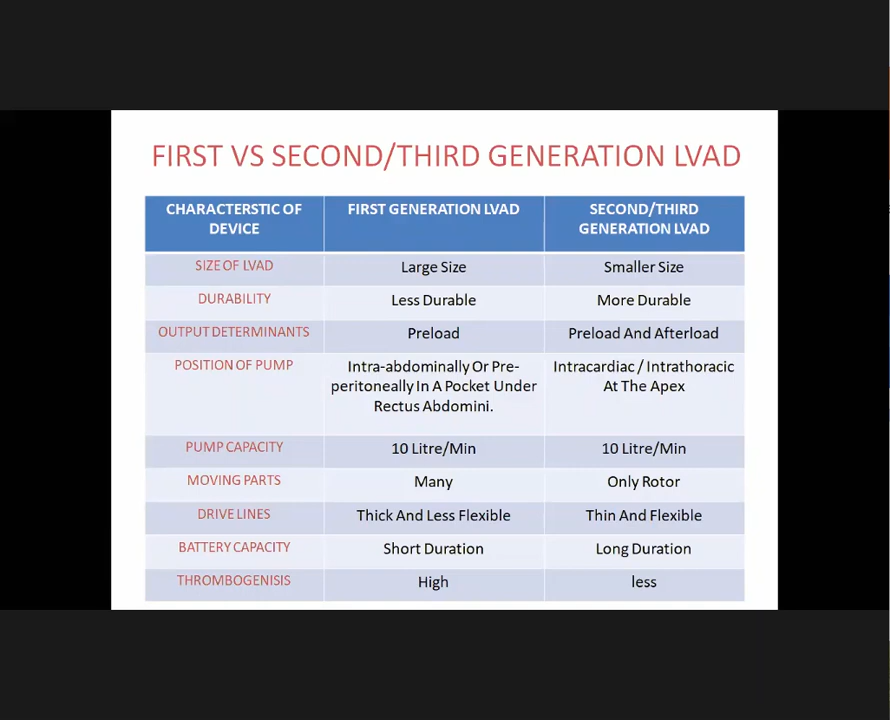 FIRST VS SECOND/THIRD GENERATION LVAD
CHARACTERSTIC OF DEVICE FIRST GENERATION LVAD SECOND/THIRD GENERATION LVAD
SIZE OF LVAD Large Size Smaller Size
DURABILITY Less Durable More Durable
OUTPUT DETERMINANTS Preload Preload And Afterload
POSITION OF PUMP Intra-abdominally Or Pre-peritoneally In A Pocket Under Rectus Abdomini. Intracardiac / Intrathoracic At The Apex
PUMP CAPACITY 10 Litre/Min 10 Litre/Min
MOVING PARTS Many Only Rotor
DRIVE LINES Thick And Less Flexible Thin And Flexible
BATTERY CAPACITY Short Duration Long Duration
THROMBOGENISIS High less